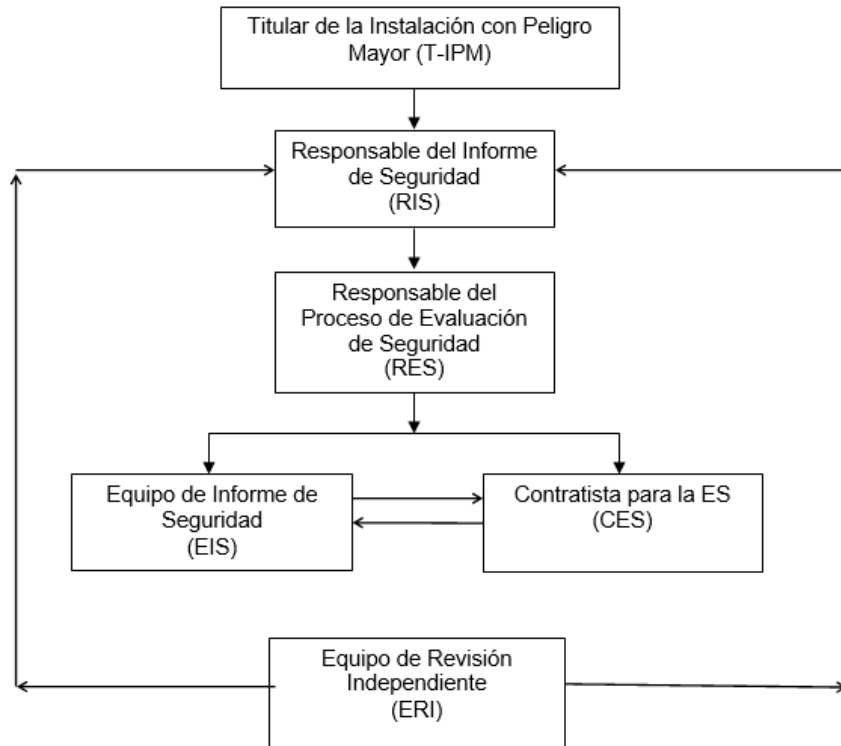 Titular de la Instalación con Peligro
Mayor (T-IPM)
Responsable del Informe
de Seguridad
(RIS)
Responsable del
Proceso de Evaluación
de Seguridad
(RES)
Equipo de Informe de
Seguridad
(EIS)
Contratista para la ES
(CES)
Equipo de Revisión
Independiente
(ERI)